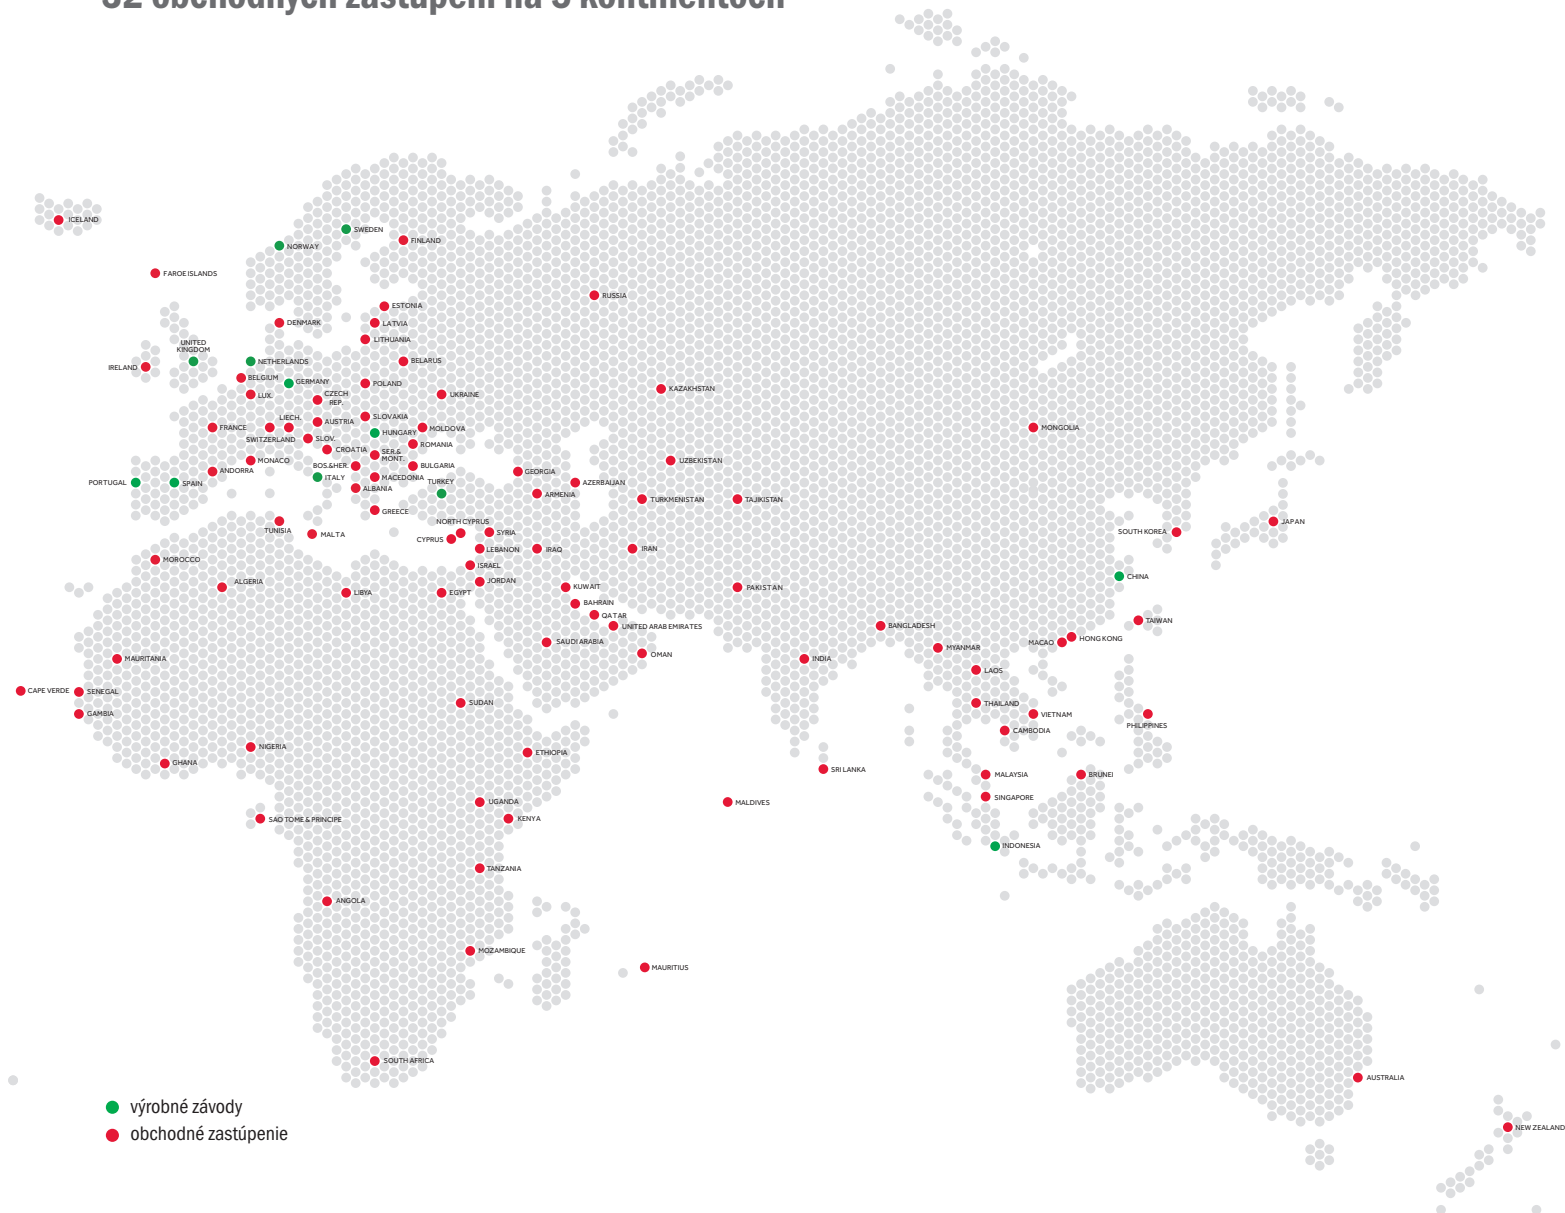 obchodných zastúpení na kontinentoch
ICELAND
SWEDEN
NORWAY
FINLAND
FAROE ISLANDS
RUSSIA
ESTONIA
DENMARK
LATVIA
LITHUANIA
UNITED
KINGDOM
NETHERLANDS
BELARUS
IRELAND
BELGIUM
GERMANY
POLAND
KAZAKHSTAN
LUX.
CZECH
REP.
UKRAINE
LIECH.
SLOVAKIA
AUSTRIA
FRANCE
MOLDOVA
MONGOLIA
HUNGARY
SWITZERLAND
SLOV.
ROMANIA
CROATIA
SER.&
MONT.
MONACO
UZBEKISTAN
BOS.&HER.
BULGARIA
ANDORRA
GEORGIA
ITALY
MACEDONIA
TURKEY
PORTUGAL
SPAIN
AZERBAIJAN
ALBANIA
ARMENIA
TURKMENISTAN
TAJIKISTAN
GREECE
NORTH CYPRUS
JAPAN
TUNISIA
MALTA
SYRIA
SOUTH KOREA
CYPRUS
LEBANON
IRAQ
IRAN
MOROCCO
ISRAEL
CHINA
ALGERIA
JORDAN
KUWAIT
PAKISTAN
LIBYA
EGYPT
BAHRAIN
QATAR
TAIWAN
UNITED ARAB EMIRATES
BANGLADESH
HONG KONG
SAUDI ARABIA
MACAO
MYANMAR
OMAN
MAURITANIA
INDIA
LAOS
CAPE VERDE
SENEGAL
SUDAN
THAILAND
GAMBIA
VIETNAM
PHILIPPINES
CAMBODIA
NIGERIA
ETHIOPIA
GHANA
SRI LANKA
MALAYSIA
BRUNEI
SINGAPORE
UGANDA
MALDIVES
SAO TOME & PRINCIPE
KENYA
INDONESIA
TANZANIA
ANGOLA
MOZAMBIQUE
MAURITIUS
SOUTH AFRICA
AUSTRALIA
výrobné závody
NEW ZEALAND
obchodné zastúpenie